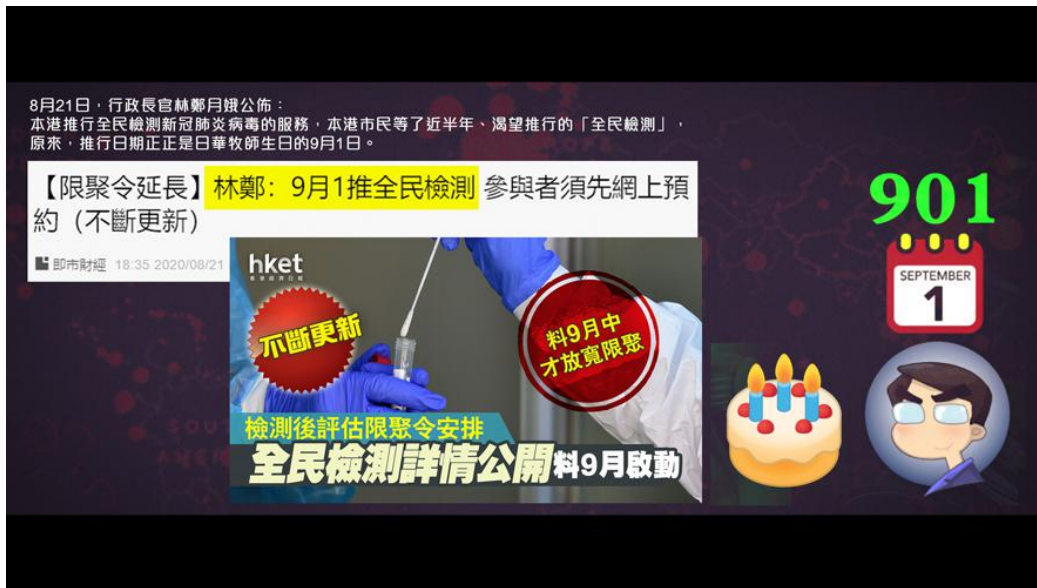 8月21日，行政長官林鄭月娥公佈：
本港推行全民檢測新冠肺炎病毒的服務，本港市民等了近半年、渴望推行的「全民檢測」，
原來，推行日期正正是日華牧師生日的9月1日。
【限聚令延長】林鄭：9月1推全民檢測 參與者須先網上預
約（不斷更新）
即市財經 18:35 2020/08/21
hket
不斷更新
料9月中
才放寬限聚
檢測後評估限聚令安排
全民檢測詳情公開料9月啟動
901
SEPTEMBER
1